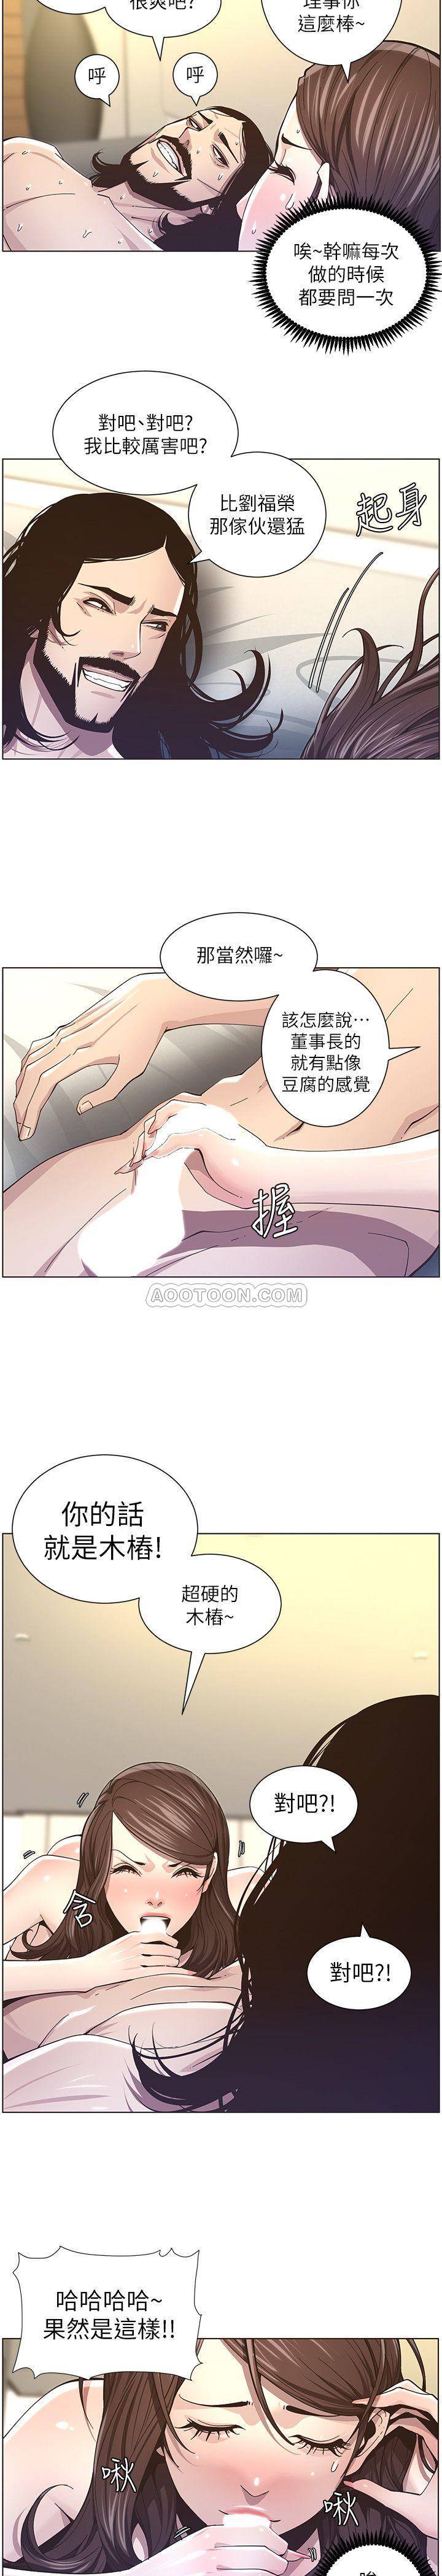 很爽吧?
理事你
這麼棒~
呼
呼
唉~幹嘛每次
做的時候
都要問一次
對吧、對吧?
我比較厲害吧?
比劉福榮
那傢伙還猛
起身
那當然囉~
該怎麼說…
董事長的
就有點像
豆腐的感覺
握
AOOTOON.COM
你的話
就是木樁!
超硬的
木樁~
對吧?!
含
對吧?!
哈哈哈哈~
果然是這樣!!
啾
啾
唉